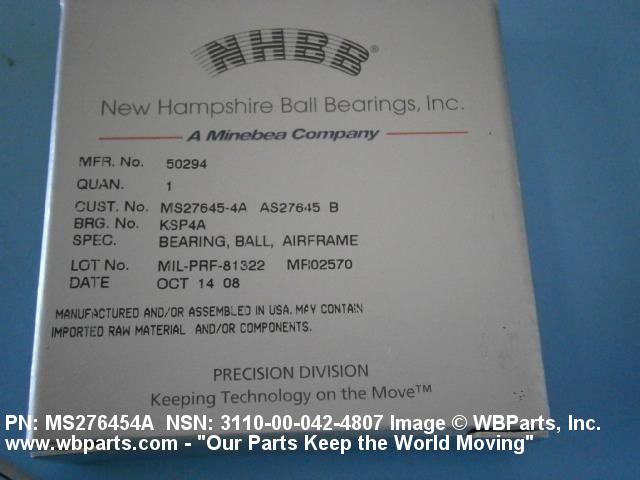 NHBB®
New Hampshire Ball Bearings, Inc.
A Minebea Company
MFR. No. 50294
QUAN. 1
CUST. No. MS27645-4A AS27645 B
BRG. No. KSP4A
SPEC. BEARING, BALL, AIRFRAME
LOT No. MIL-PRF-81322 MFI02570
DATE OCT 14 08
MANUFACTURED AND/OR ASSEMBLED IN USA. MAY CONTAIN
IMPORTED RAW MATERIAL AND/OR COMPONENTS.
PRECISION DIVISION
Keeping Technology on the Move™
PN: MS276454A NSN: 3110-00-042-4807 Image © WBParts, Inc.
www.wbparts.com - "Our Parts Keep the World Moving"